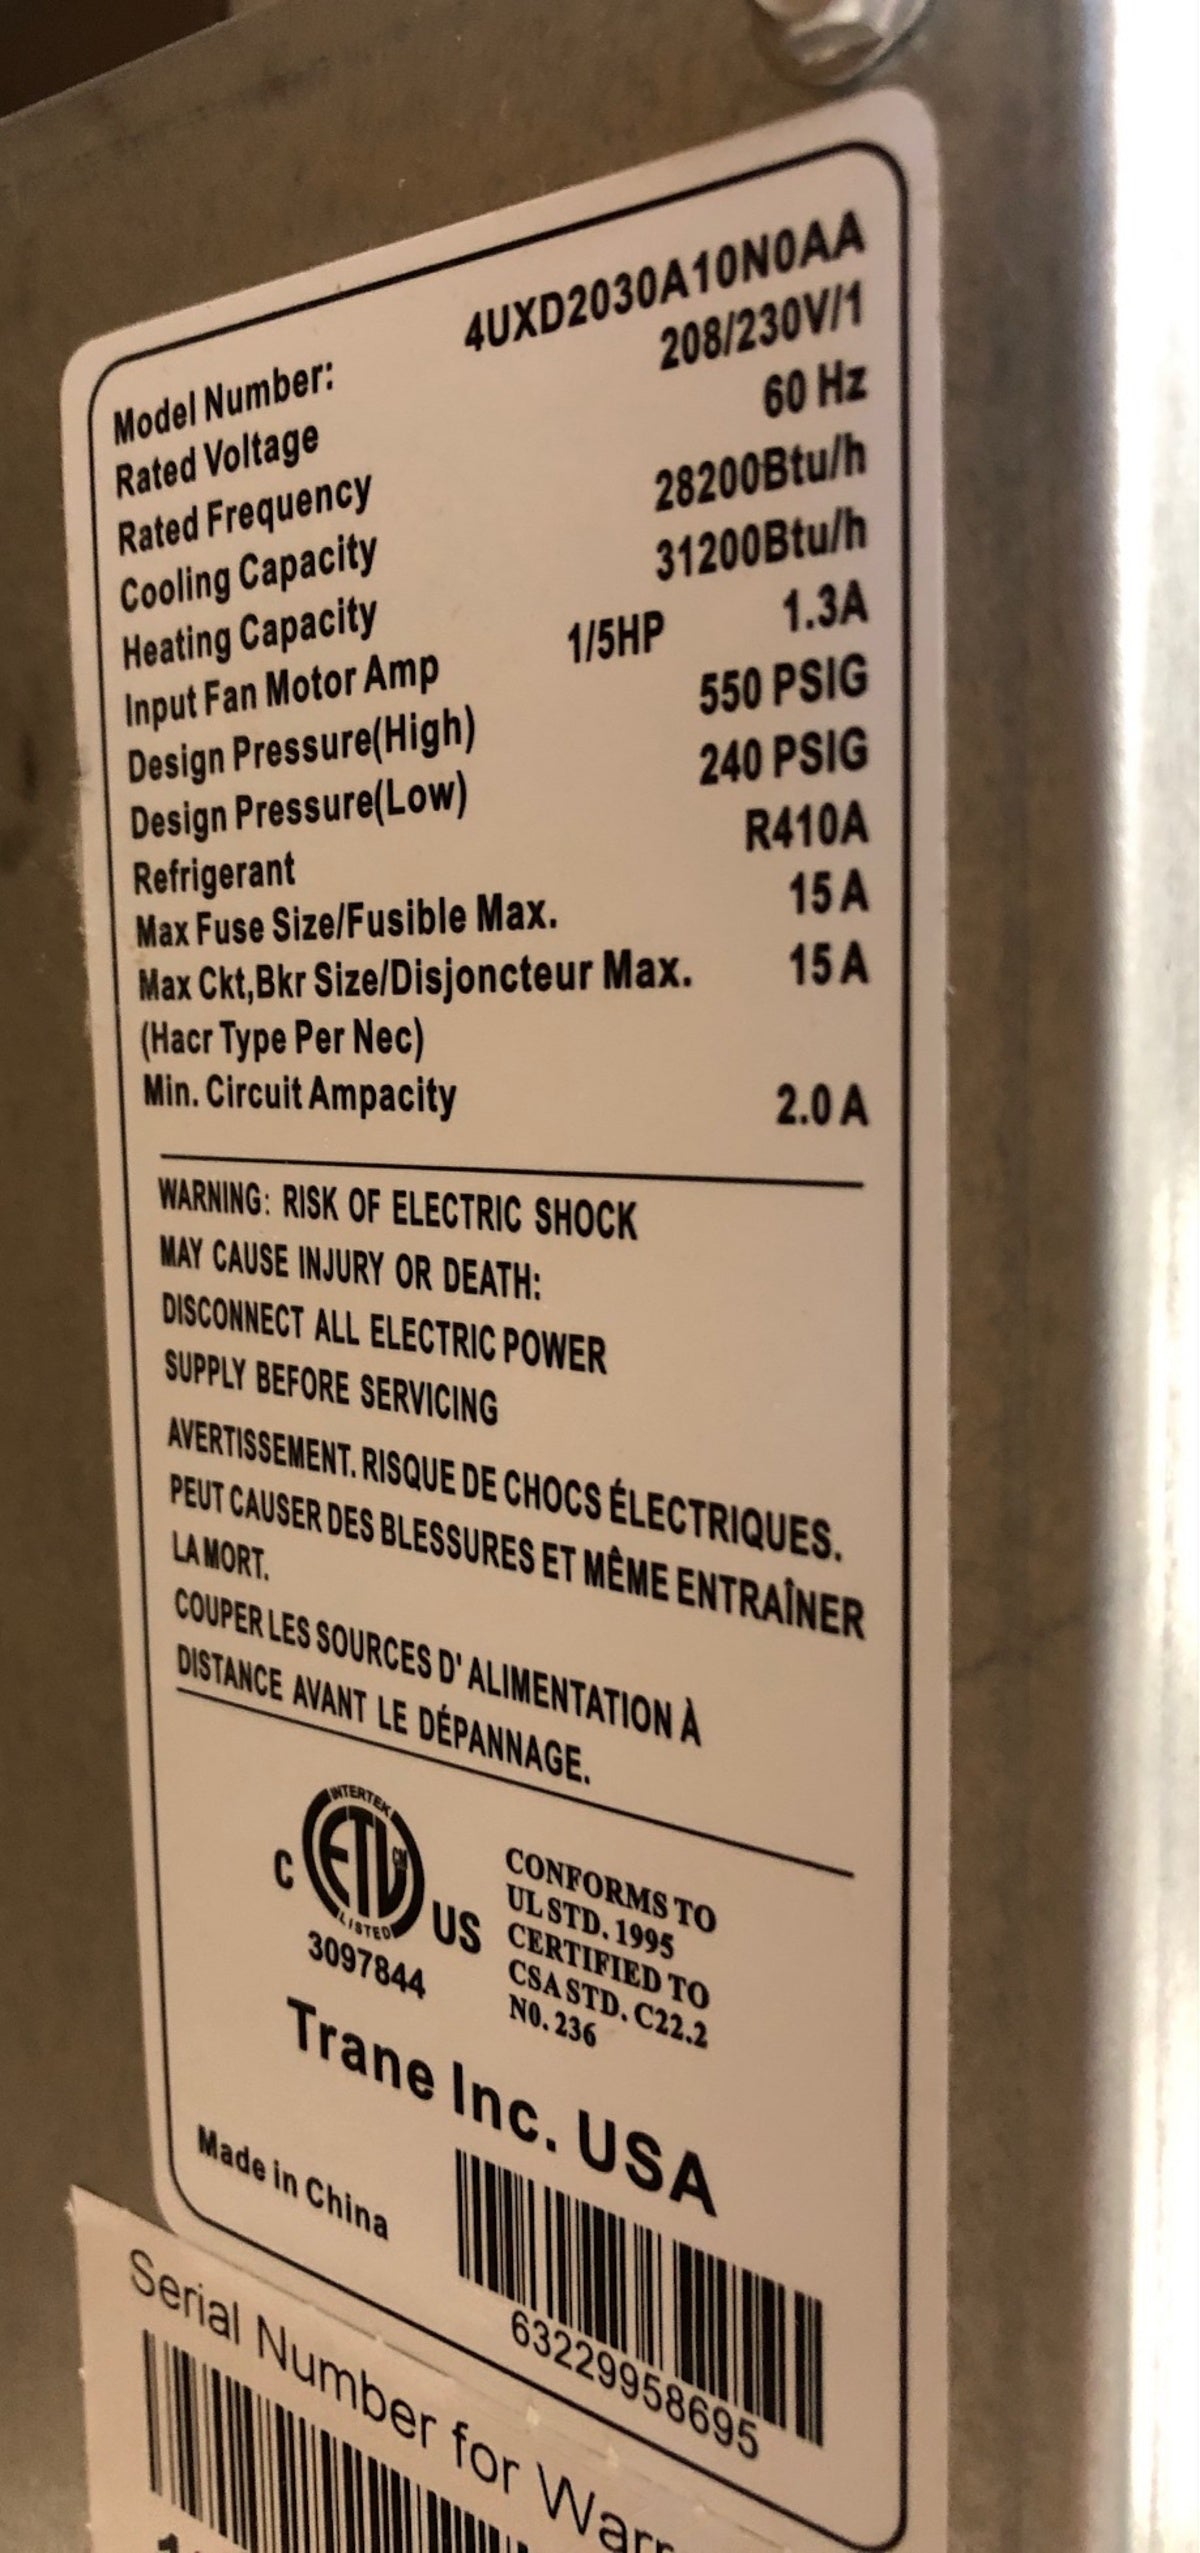 Model Number: 4UXD2030A10N0AA
Rated Voltage 208/230V/1
Rated Frequency 60 Hz
Cooling Capacity 28200Btu/h
Heating Capacity 31200Btu/h
Input Fan Motor Amp 1/5HP 1.3A
Design Pressure(High) 550 PSIG
Design Pressure(Low) 240 PSIG
Refrigerant R410A
Max Fuse Size/Fusible Max. 15 A
Max Ckt,Bkr Size/Disjoncteur Max. 15 A
(Hacr Type Per Nec)
Min. Circuit Ampacity 2.0 A
WARNING: RISK OF ELECTRIC SHOCK
MAY CAUSE INJURY OR DEATH:
DISCONNECT ALL ELECTRIC POWER
SUPPLY BEFORE SERVICING
AVERTISSEMENT. RISQUE DE CHOCS ÉLECTRIQUES.
PEUT CAUSER DES BLESSURES ET MÊME ENTRAÎNER
LA MORT.
COUPER LES SOURCES D' ALIMENTATION À
DISTANCE AVANT LE DÉPANNAGE.
INTERTEK
C ETL CM US
LISTED
3097844
CONFORMS TO
UL STD. 1995
CERTIFIED TO
CSA STD. C22.2
N0. 236
Trane Inc. USA
Made in China
63229958695
Serial Number for Warr